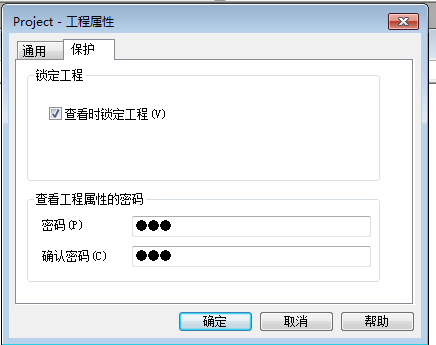 Project - 工程属性
通用 保护
锁定工程
查看时锁定工程(V)
查看工程属性的密码
密码(P) ●●●
确认密码(C) ●●●
确定 取消 帮助